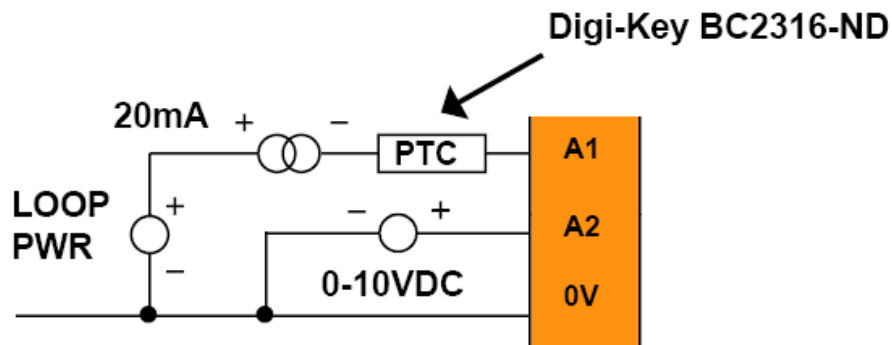 Digi-Key BC2316-ND
20mA
+
−
PTC
A1
LOOP
PWR
+
−
−
+
A2
0-10VDC
0V